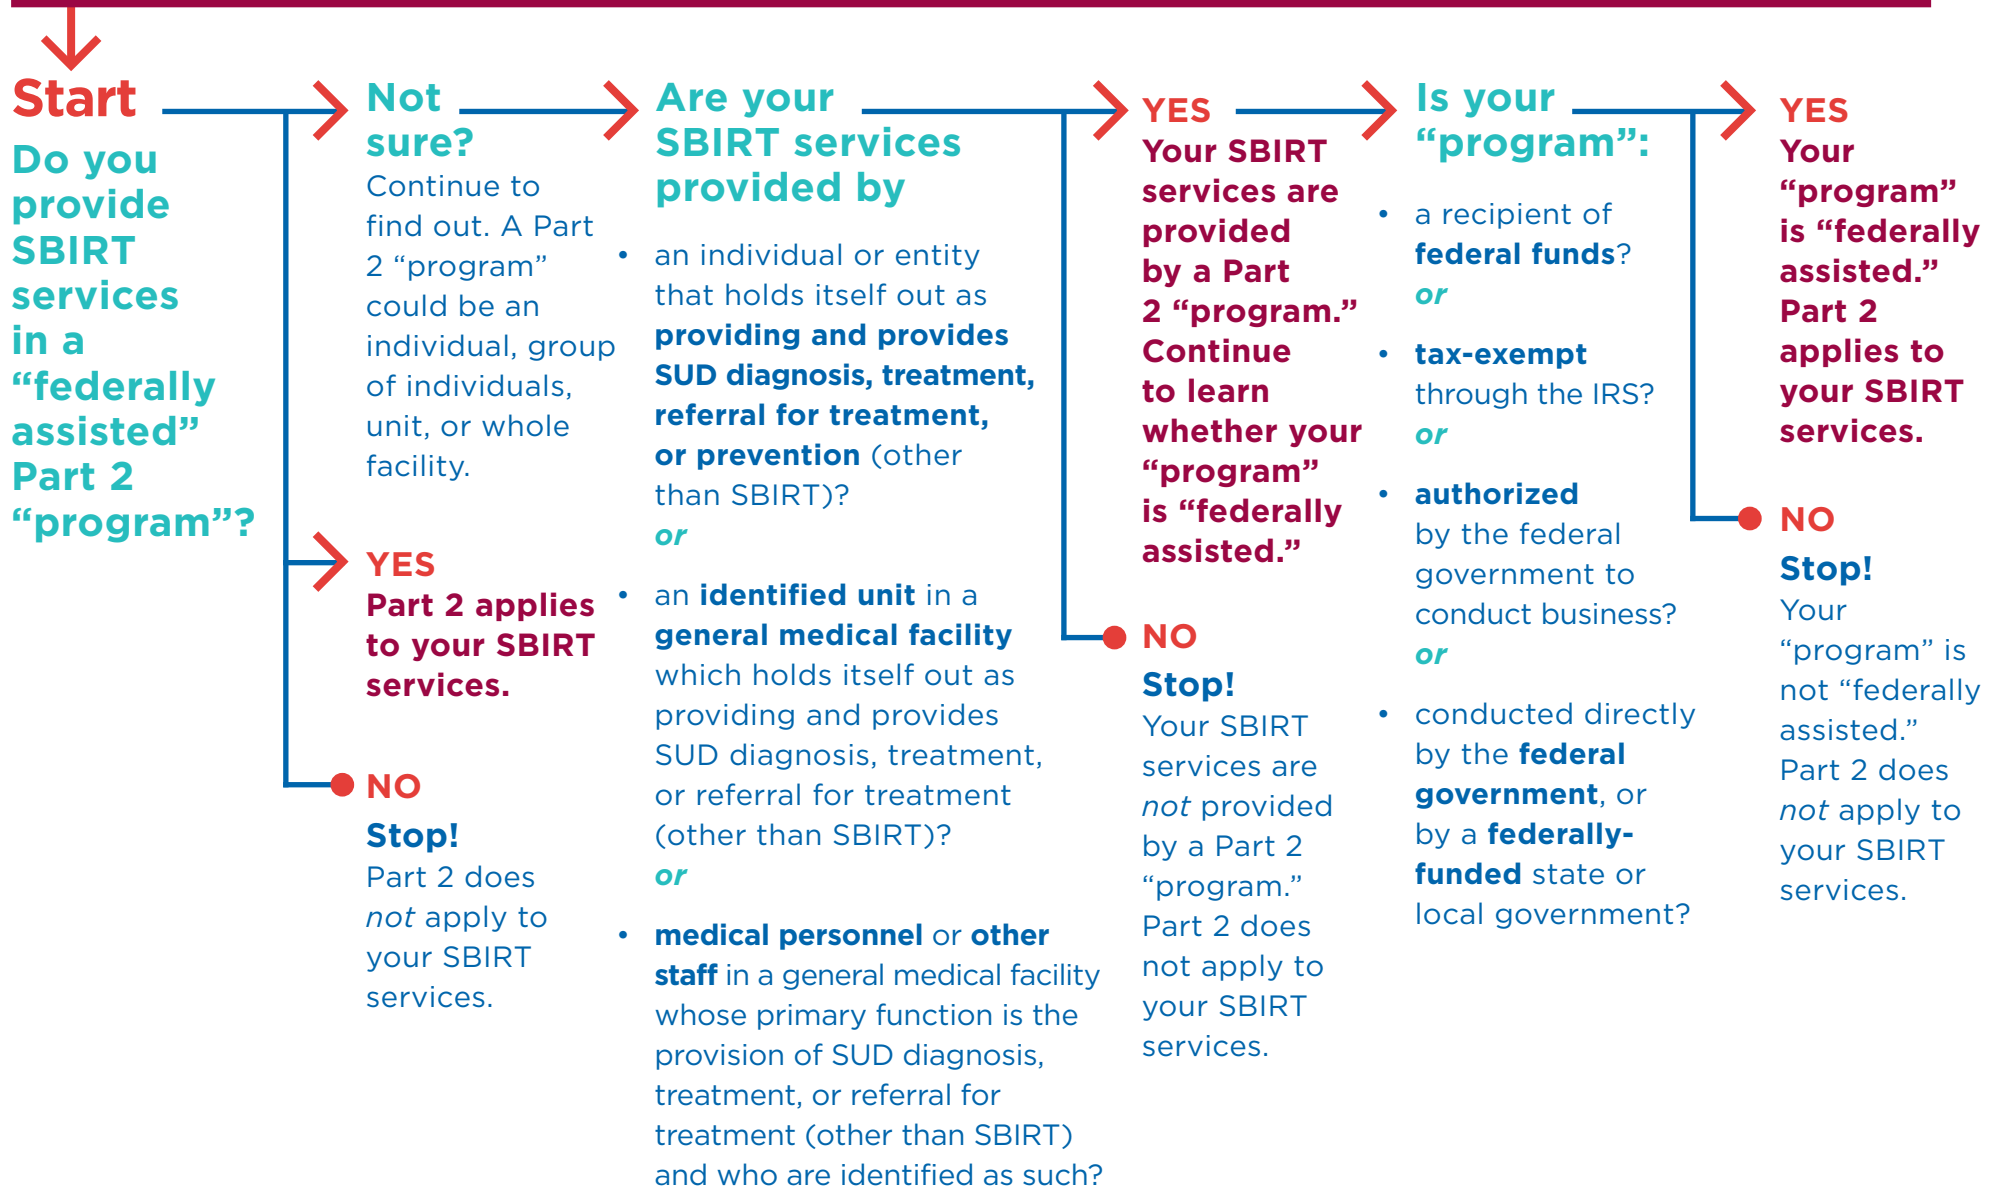 Start
Do you
provide
SBIRT
services
in a
“federally
assisted”
Part 2
“program”?
Not
sure?
Continue to
find out. A Part
2 “program”
could be an
individual, group
of individuals,
unit, or whole
facility.
YES
Part 2 applies
to your SBIRT
services.
NO
Stop!
Part 2 does
not apply to
your SBIRT
services.
Are your
SBIRT services
provided by
• an individual or entity
that holds itself out as
providing and provides
SUD diagnosis, treatment,
referral for treatment,
or prevention (other
than SBIRT)?
or
• an identified unit in a
general medical facility
which holds itself out as
providing and provides
SUD diagnosis, treatment,
or referral for treatment
(other than SBIRT)?
or
• medical personnel or other
staff in a general medical facility
whose primary function is the
provision of SUD diagnosis,
treatment, or referral for
treatment (other than SBIRT)
and who are identified as such?
YES
Your SBIRT
services are
provided
by a Part
2 “program.”
Continue
to learn
whether your
“program”
is “federally
assisted.”
NO
Stop!
Your SBIRT
services are
not provided
by a Part 2
“program.”
Part 2 does
not apply to
your SBIRT
services.
Is your
“program”:
• a recipient of
federal funds?
or
• tax-exempt
through the IRS?
or
• authorized
by the federal
government to
conduct business?
or
• conducted directly
by the federal
government, or
by a federally-
funded state or
local government?
YES
Your
“program”
is “federally
assisted.”
Part 2
applies to
your SBIRT
services.
NO
Stop!
Your
“program” is
not “federally
assisted.”
Part 2 does
not apply to
your SBIRT
services.